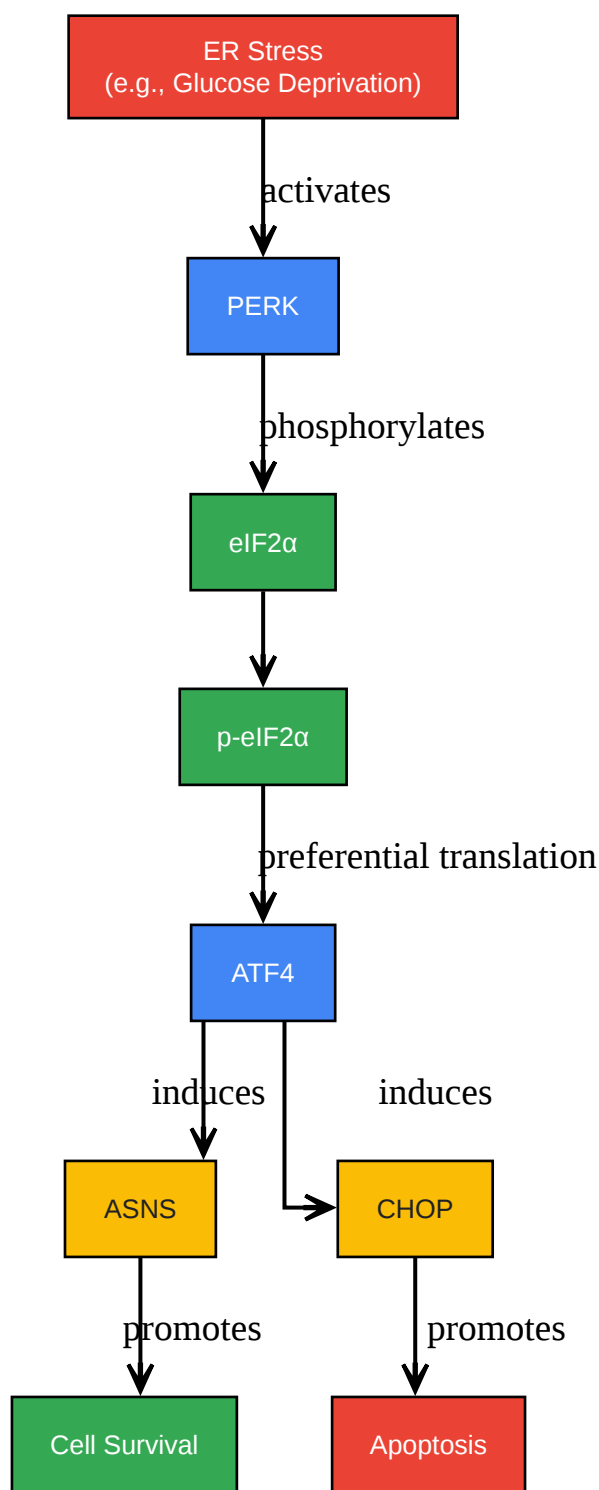 ER Stress
(e.g., Glucose Deprivation)
activates
PERK
phosphorylates
eIF2α
p-eIF2α
preferential translation
ATF4
induces
induces
ASNS
CHOP
promotes
promotes
Cell Survival
Apoptosis